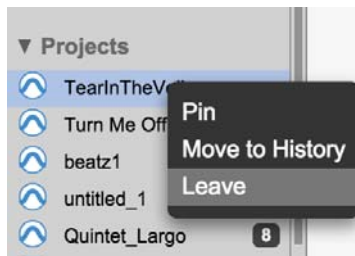 ▼ Projects
TearInTheV
Turn Me Off
beatz1
untitled_1
Quintet_Largo 8
Pin
Move to History
Leave